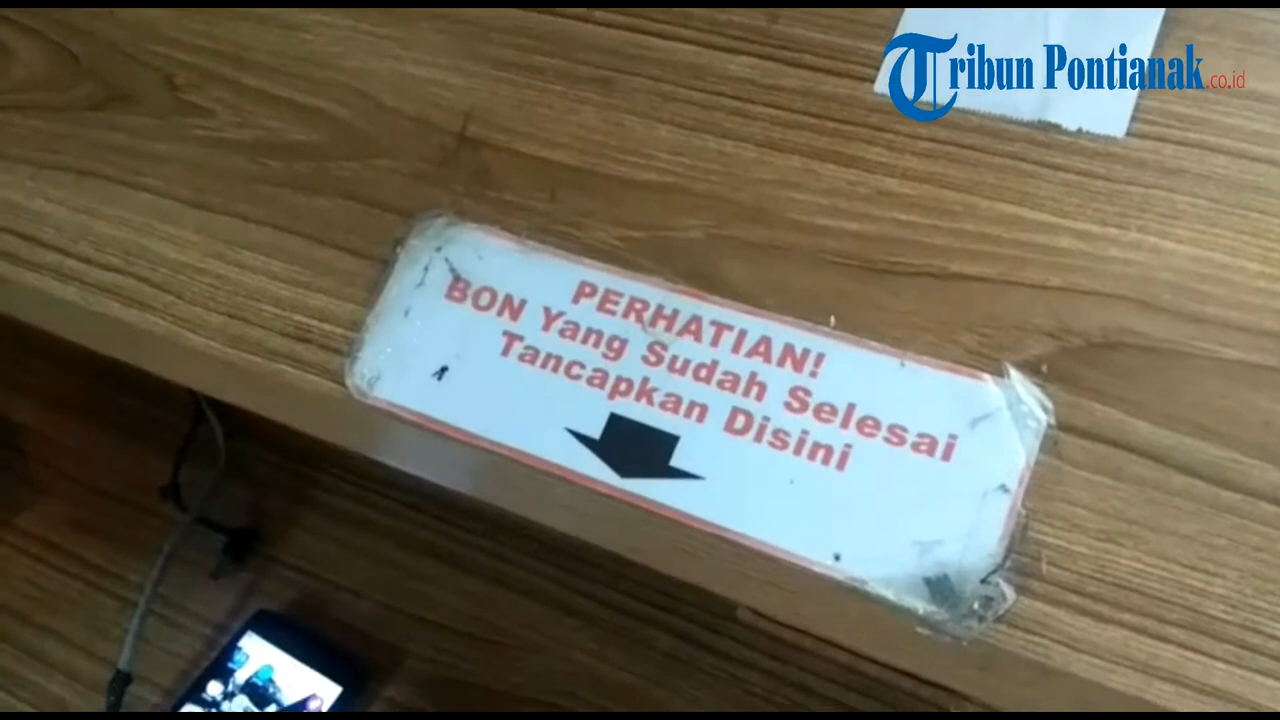 Tribun Pontianak.co.id
PERHATIAN!
BON Yang Sudah Selesai
Tancapkan Disini